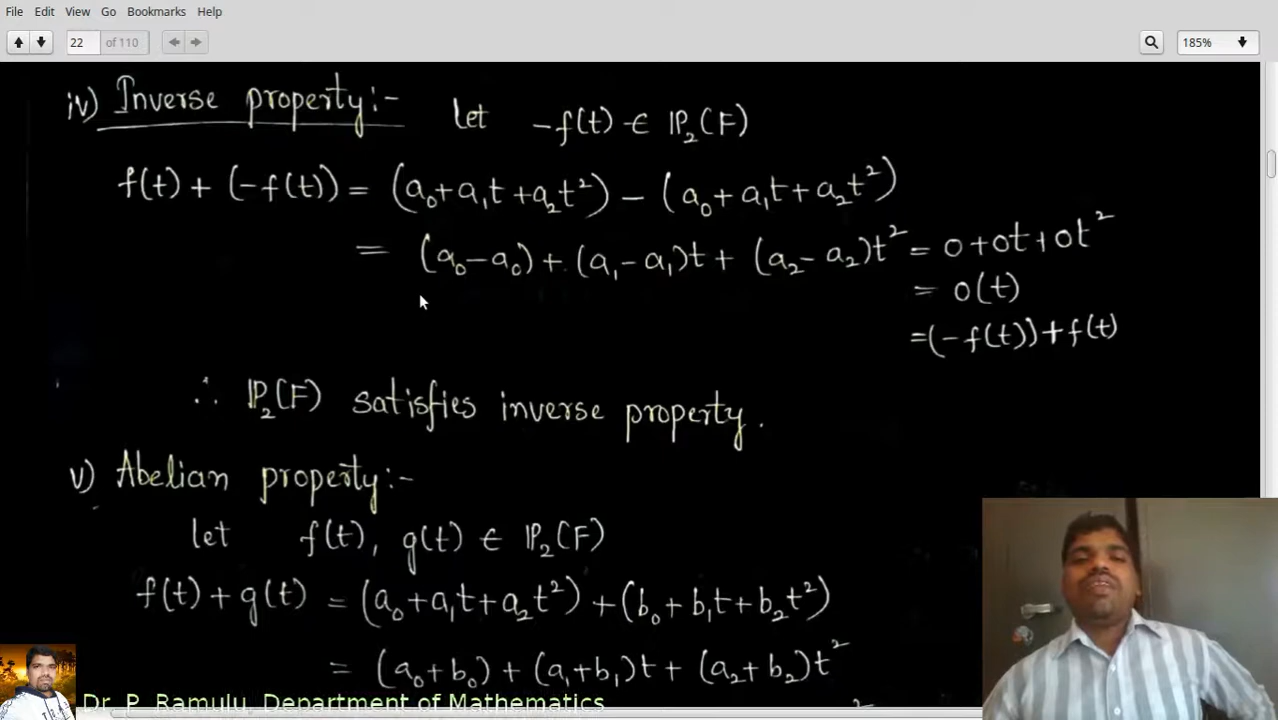 File Edit View Go Bookmarks Help
22 of 110 185%
iv) Inverse property:- let -f(t) ∈ ℙ₂(F)
f(t) + (-f(t)) = (a₀+a₁t+a₂t²) - (a₀+a₁t+a₂t²)
= (a₀-a₀) + (a₁-a₁)t + (a₂-a₂)t² = 0+0t+0t²
= 0(t)
=(-f(t))+f(t)
∴ ℙ₂(F) satisfies inverse property.
v) Abelian property:-
let f(t), g(t) ∈ ℙ₂(F)
f(t) + g(t) = (a₀+a₁t+a₂t²) + (b₀+b₁t+b₂t²)
= (a₀+b₀) + (a₁+b₁)t + (a₂+b₂)t²
Dr. P. Ramulu, Department of Mathematics